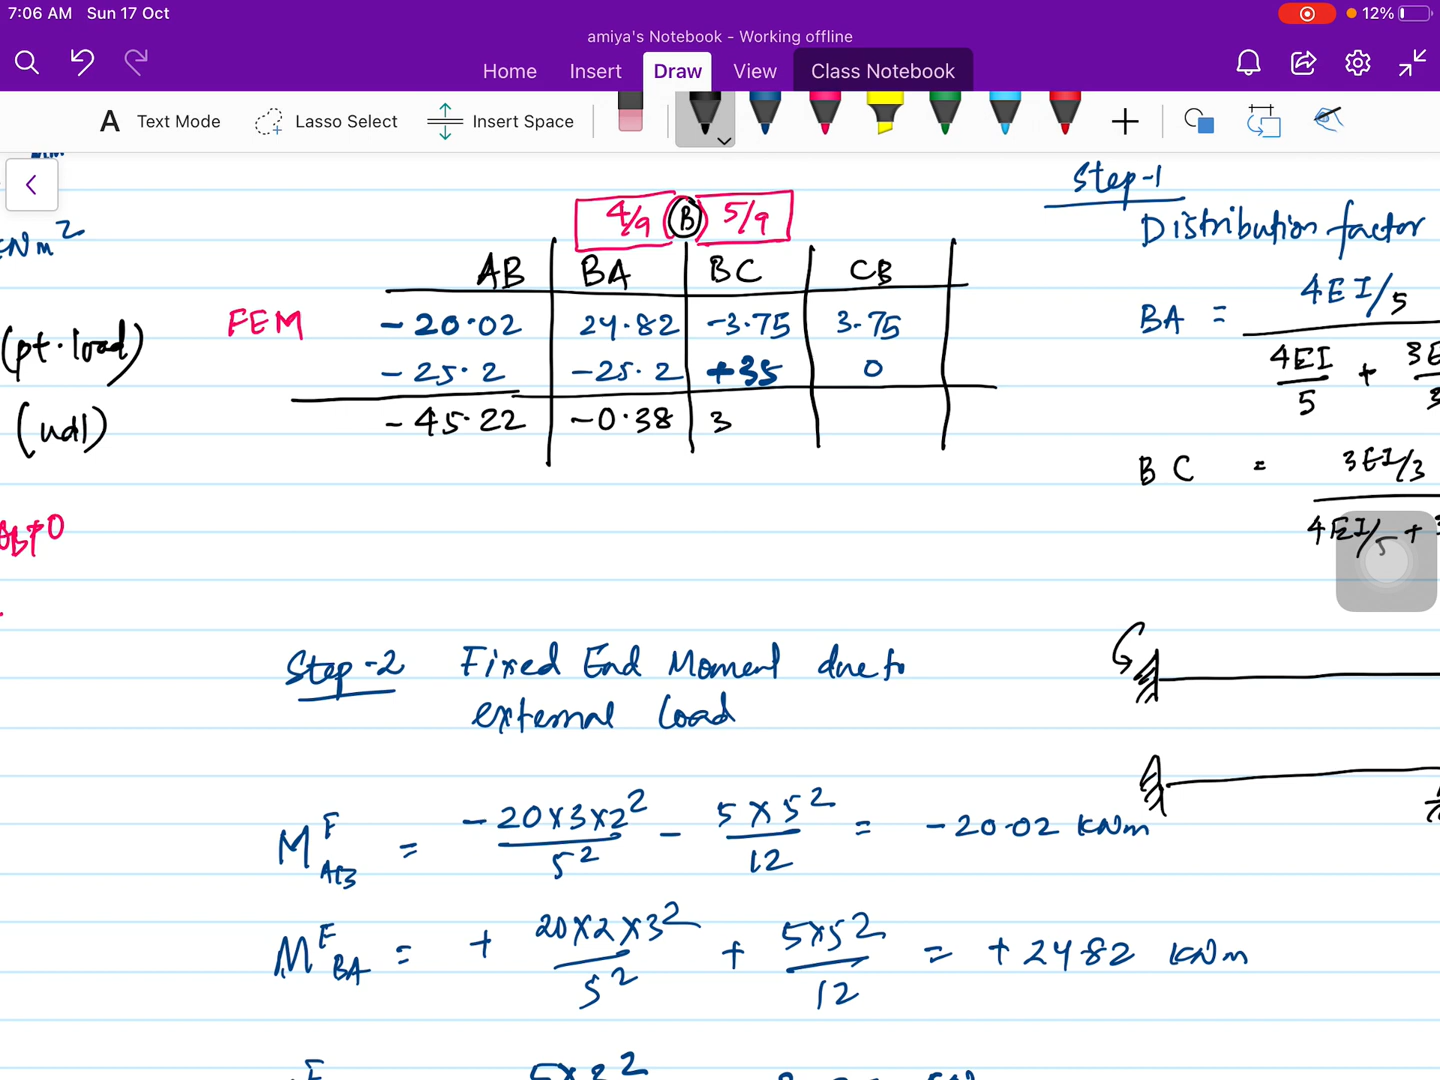 7:06 AM Sun 17 Oct 12%
amiya's Notebook - Working offline
Home Insert Draw View Class Notebook
A Text Mode Lasso Select Insert Space
Step-1
Distribution factor
KNm²
4/9 B 5/9
AB BA BC CB
FEM -20.02 24.82 -3.75 3.75
-25.2 -25.2 +35 0
-45.22 -0.38 3
(pt. load)
(udl)
BA = 4EI/5
4EI/5 + 3E
BC = 3EI/3
4EI/5 +
Step-2 Fixed End Moment due to
external load
M^F_AB = -20×3×2²/5² - 5×5²/12 = -20.02 KNm
M^F_BA = + 20×2×3²/5² + 5×5²/12 = +24.82 KNm